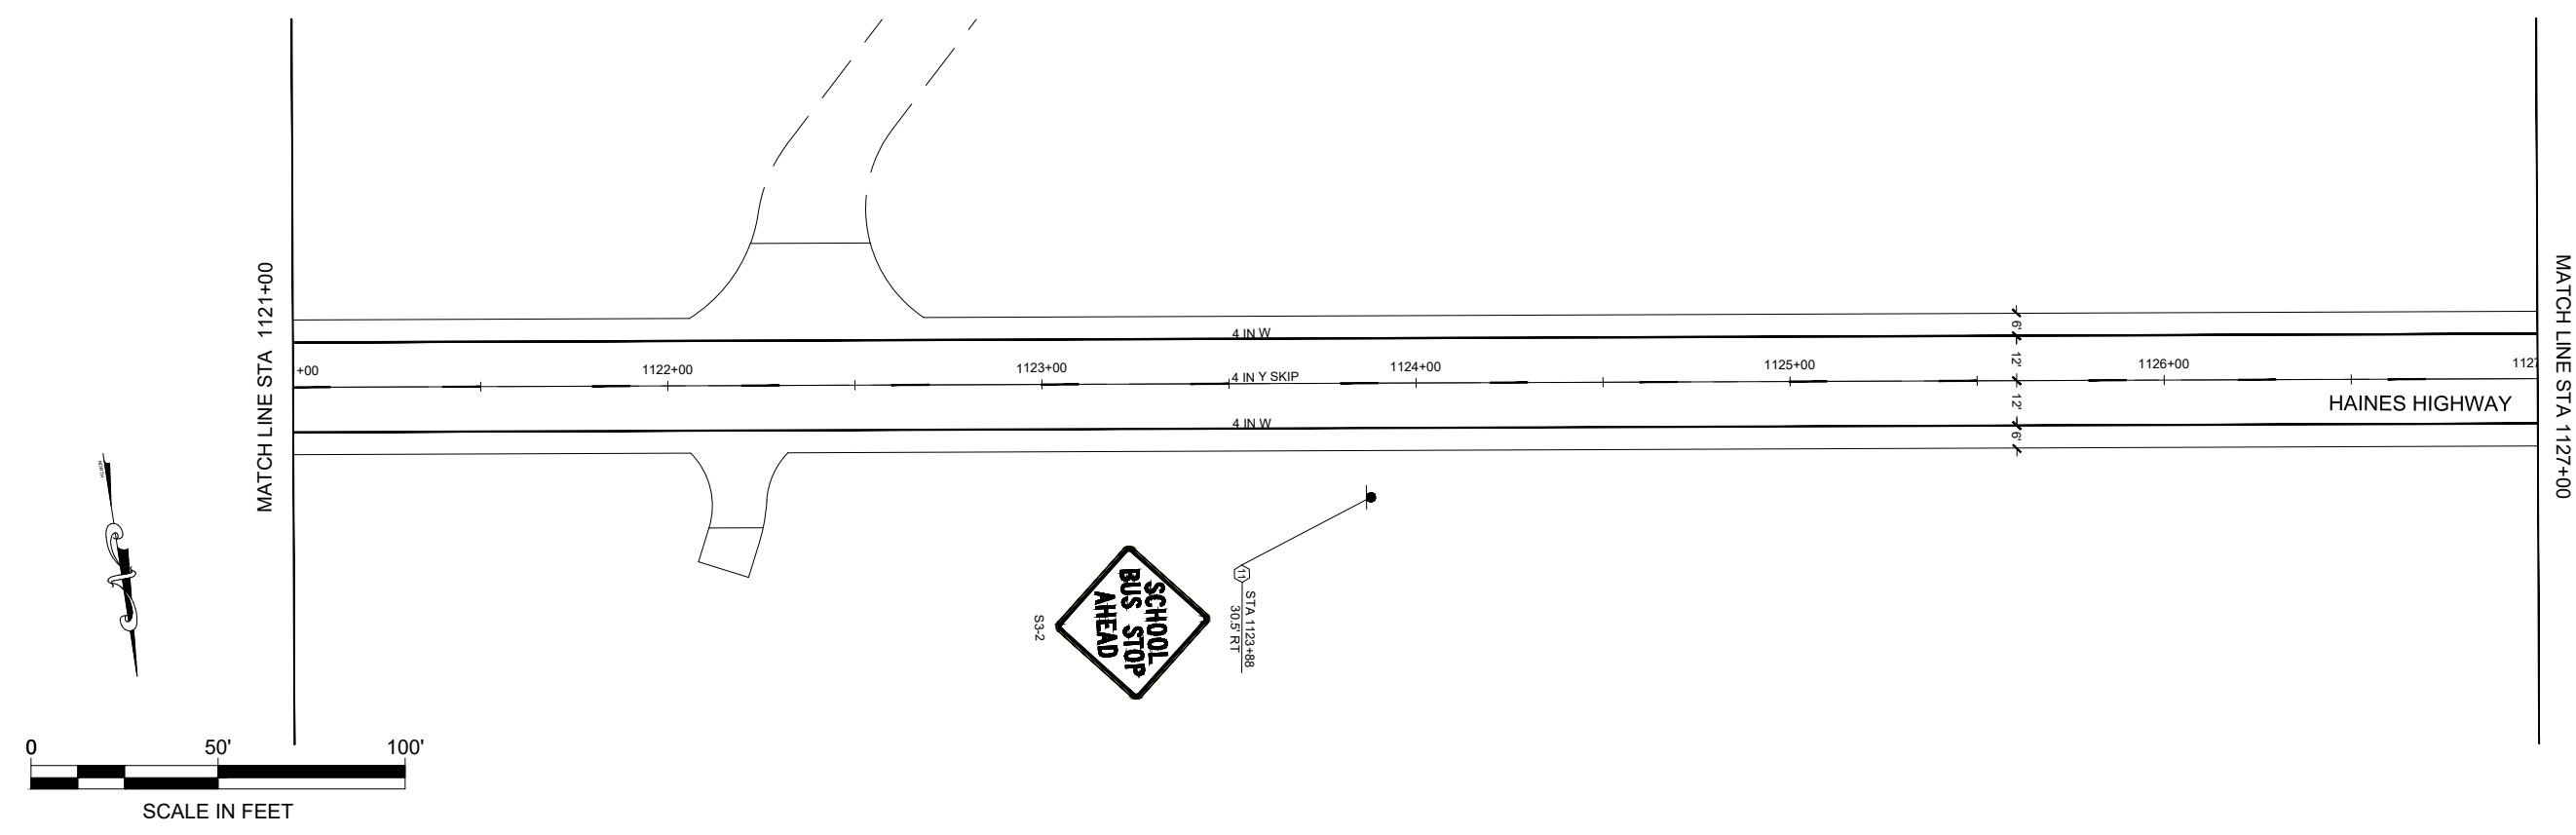 MATCH LINE STA 1121+00
MATCH LINE STA 1127+00
6'
4 IN W
12'
+00
1122+00
1123+00
1124+00
1125+00
1126+00
1127
4 IN Y SKIP
12'
HAINES HIGHWAY
4 IN W
6'
NORTH
11
STA 1123+88
30.5' RT
SCHOOL
BUS STOP
AHEAD
S3-2
0 50' 100'
SCALE IN FEET